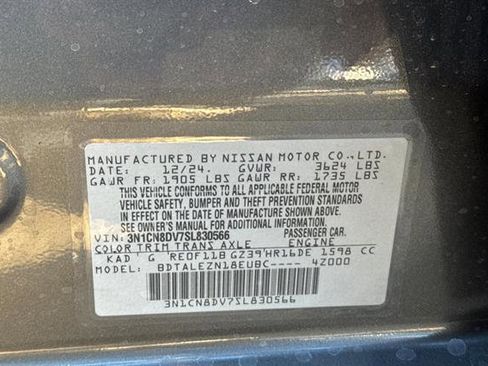 MANUFACTURED BY NISSAN MOTOR CO., LTD.
DATE: 12/24. GVWR: 3624 LBS
GAWR FR: 1905 LBS GAWR RR: 1735 LBS
THIS VEHICLE CONFORMS TO ALL APPLICABLE FEDERAL MOTOR
VEHICLE SAFETY, BUMPER AND THEFT PREVENTION STANDARDS
IN EFFECT ON THE DATE OF MANUFACTURE SHOWN ABOVE.
SEE OWNER'S MANUAL FOR ADDITIONAL INFORMATION.
VIN: 3N1CN8DV7SL830566 PASSENGER CAR.
COLOR TRIM TRANS AXLE ENGINE
KAD G REOF11B GZ39 HR16DE 1598 CC
MODEL: BDTALEZN18EUBC---- 4Z000
3N1CN8DV7SL830566